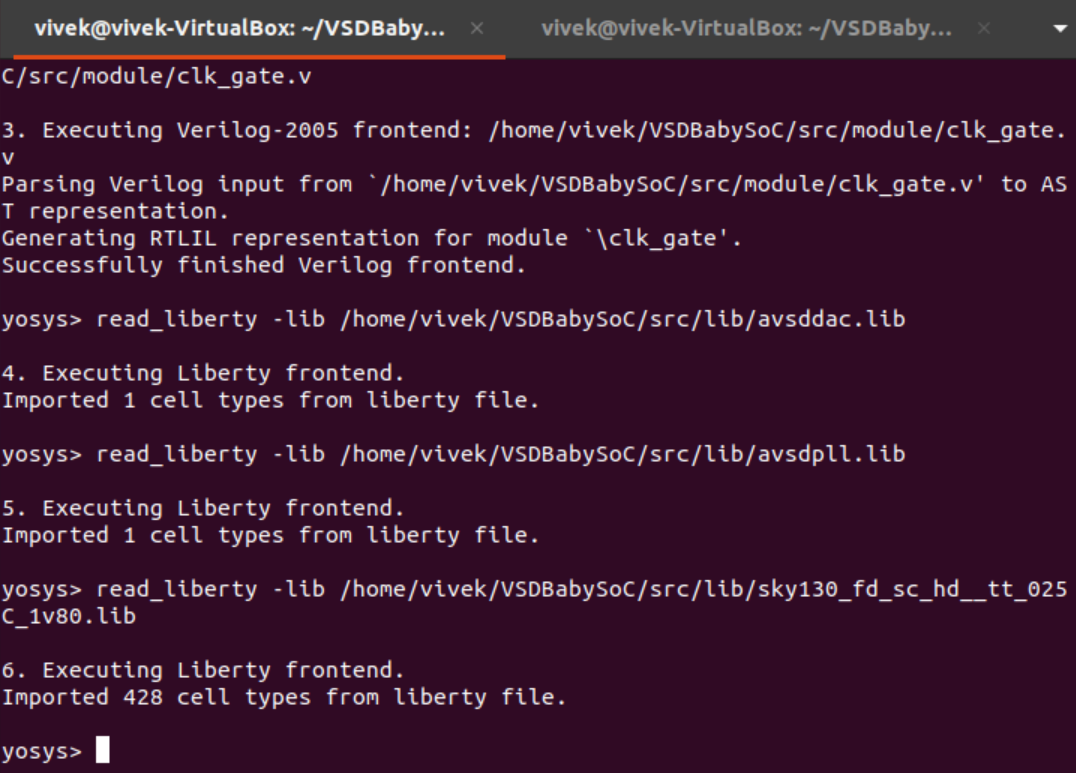 vivek@vivek-VirtualBox: ~/VSDBaby... × vivek@vivek-VirtualBox: ~/VSDBaby... ×
C/src/module/clk_gate.v
3. Executing Verilog-2005 frontend: /home/vivek/VSDBabySoC/src/module/clk_gate.
v
Parsing Verilog input from `/home/vivek/VSDBabySoC/src/module/clk_gate.v' to AS
T representation.
Generating RTLIL representation for module `\clk_gate'.
Successfully finished Verilog frontend.
yosys> read_liberty -lib /home/vivek/VSDBabySoC/src/lib/avsddac.lib
4. Executing Liberty frontend.
Imported 1 cell types from liberty file.
yosys> read_liberty -lib /home/vivek/VSDBabySoC/src/lib/avsdpll.lib
5. Executing Liberty frontend.
Imported 1 cell types from liberty file.
yosys> read_liberty -lib /home/vivek/VSDBabySoC/src/lib/sky130_fd_sc_hd__tt_025
C_1v80.lib
6. Executing Liberty frontend.
Imported 428 cell types from liberty file.
yosys>